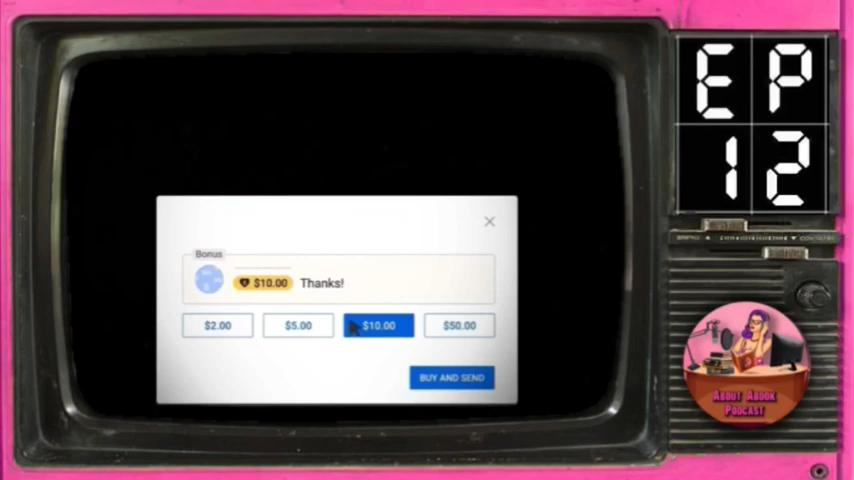 EP
12
Bonus
$10.00 Thanks!
$2.00 $5.00 $10.00 $50.00
BUY AND SEND
About Abook
Podcast